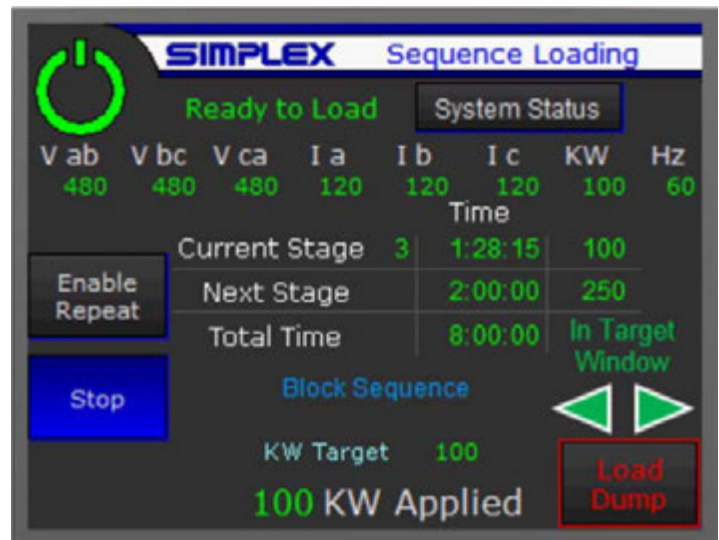 SIMPLEX Sequence Loading
Ready to Load System Status
V ab V bc V ca I a I b I c KW Hz
480 480 480 120 120 120 100 60
Time
Current Stage 3 1:28:15 100
Enable Repeat
Next Stage 2:00:00 250
Total Time 8:00:00
In Target
Window
Stop
Block Sequence
KW Target 100
Load
Dump
100 KW Applied